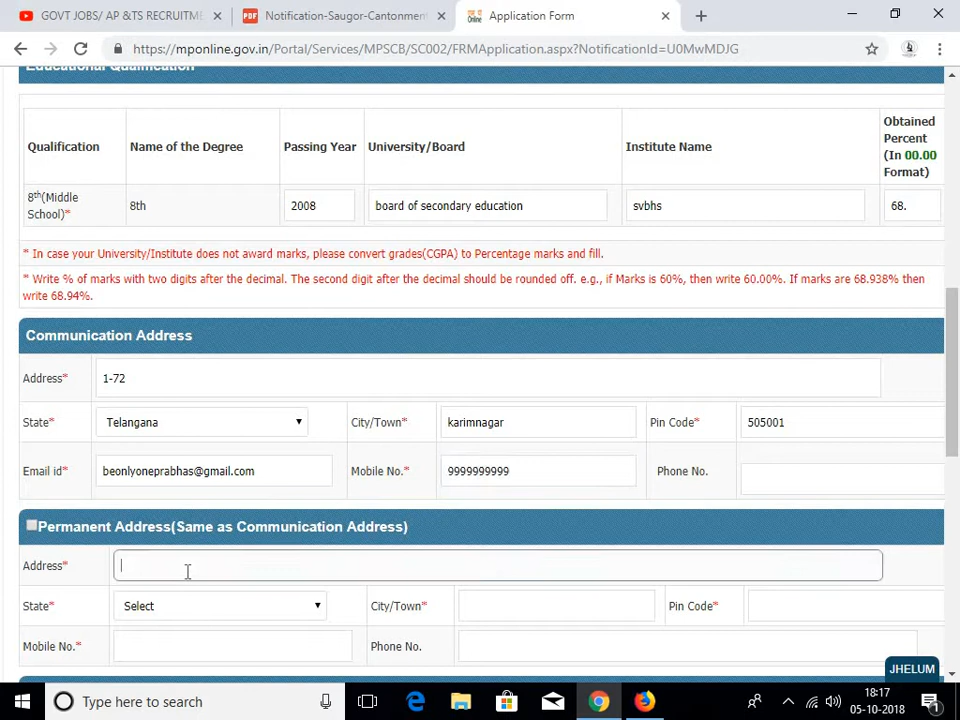 GOVT JOBS/ AP &TS RECRUITME
Notification-Saugor-Cantonment
Application Form
https://mponline.gov.in/Portal/Services/MPSCB/SC002/FRMApplication.aspx?NotificationId=U0MwMDJG
Educational Qualification
Qualification Name of the Degree Passing Year University/Board Institute Name Obtained Percent (In 00.00 Format)
8th(Middle School)* 8th 2008 board of secondary education svbhs 68.
* In case your University/Institute does not award marks, please convert grades(CGPA) to Percentage marks and fill.
* Write % of marks with two digits after the decimal. The second digit after the decimal should be rounded off. e.g., if Marks is 60%, then write 60.00%. If marks are 68.938% then
write 68.94%.
Communication Address
Address* 1-72
State* Telangana City/Town* karimnagar Pin Code* 505001
Email id* beonlyoneprabhas@gmail.com Mobile No.* 9999999999 Phone No.
Permanent Address(Same as Communication Address)
Address*
State* Select City/Town* Pin Code*
Mobile No.* Phone No.
JHELUM
Type here to search
18:17
05-10-2018
1